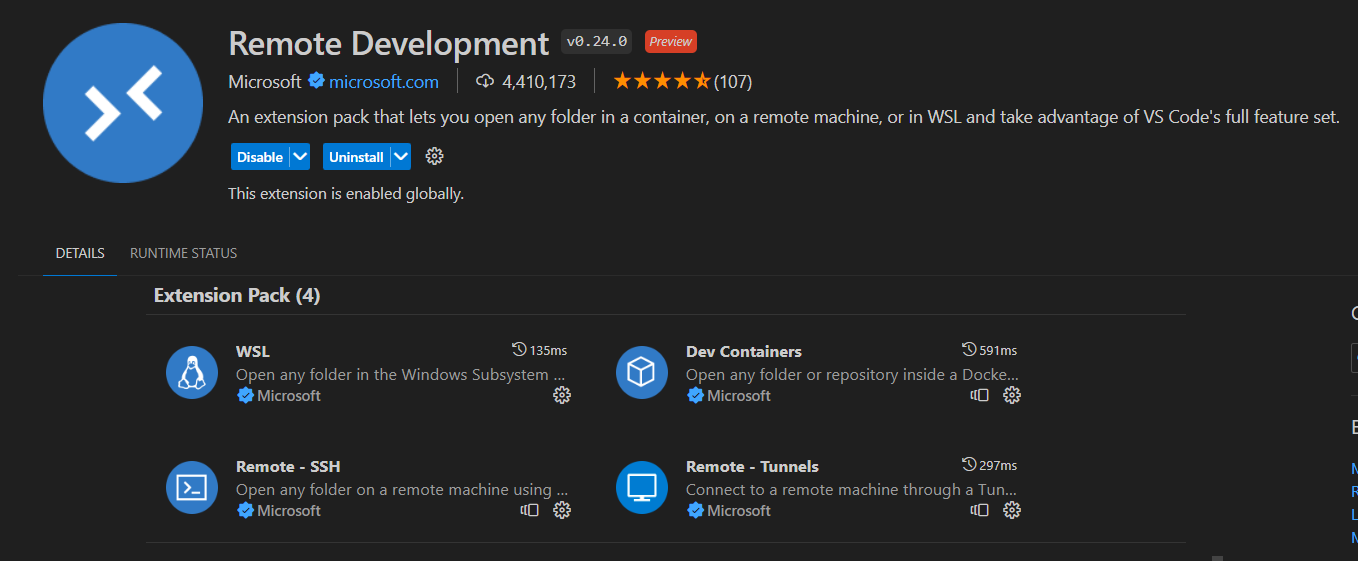 Remote Development v0.24.0 Preview
Microsoft microsoft.com 4,410,173 (107)
An extension pack that lets you open any folder in a container, on a remote machine, or in WSL and take advantage of VS Code's full feature set.
Disable Uninstall
This extension is enabled globally.
DETAILS RUNTIME STATUS
Extension Pack (4)
WSL 135ms
Open any folder in the Windows Subsystem ...
Microsoft
Dev Containers 591ms
Open any folder or repository inside a Docke...
Microsoft
Remote - SSH
Open any folder on a remote machine using ...
Microsoft
Remote - Tunnels 297ms
Connect to a remote machine through a Tun...
Microsoft